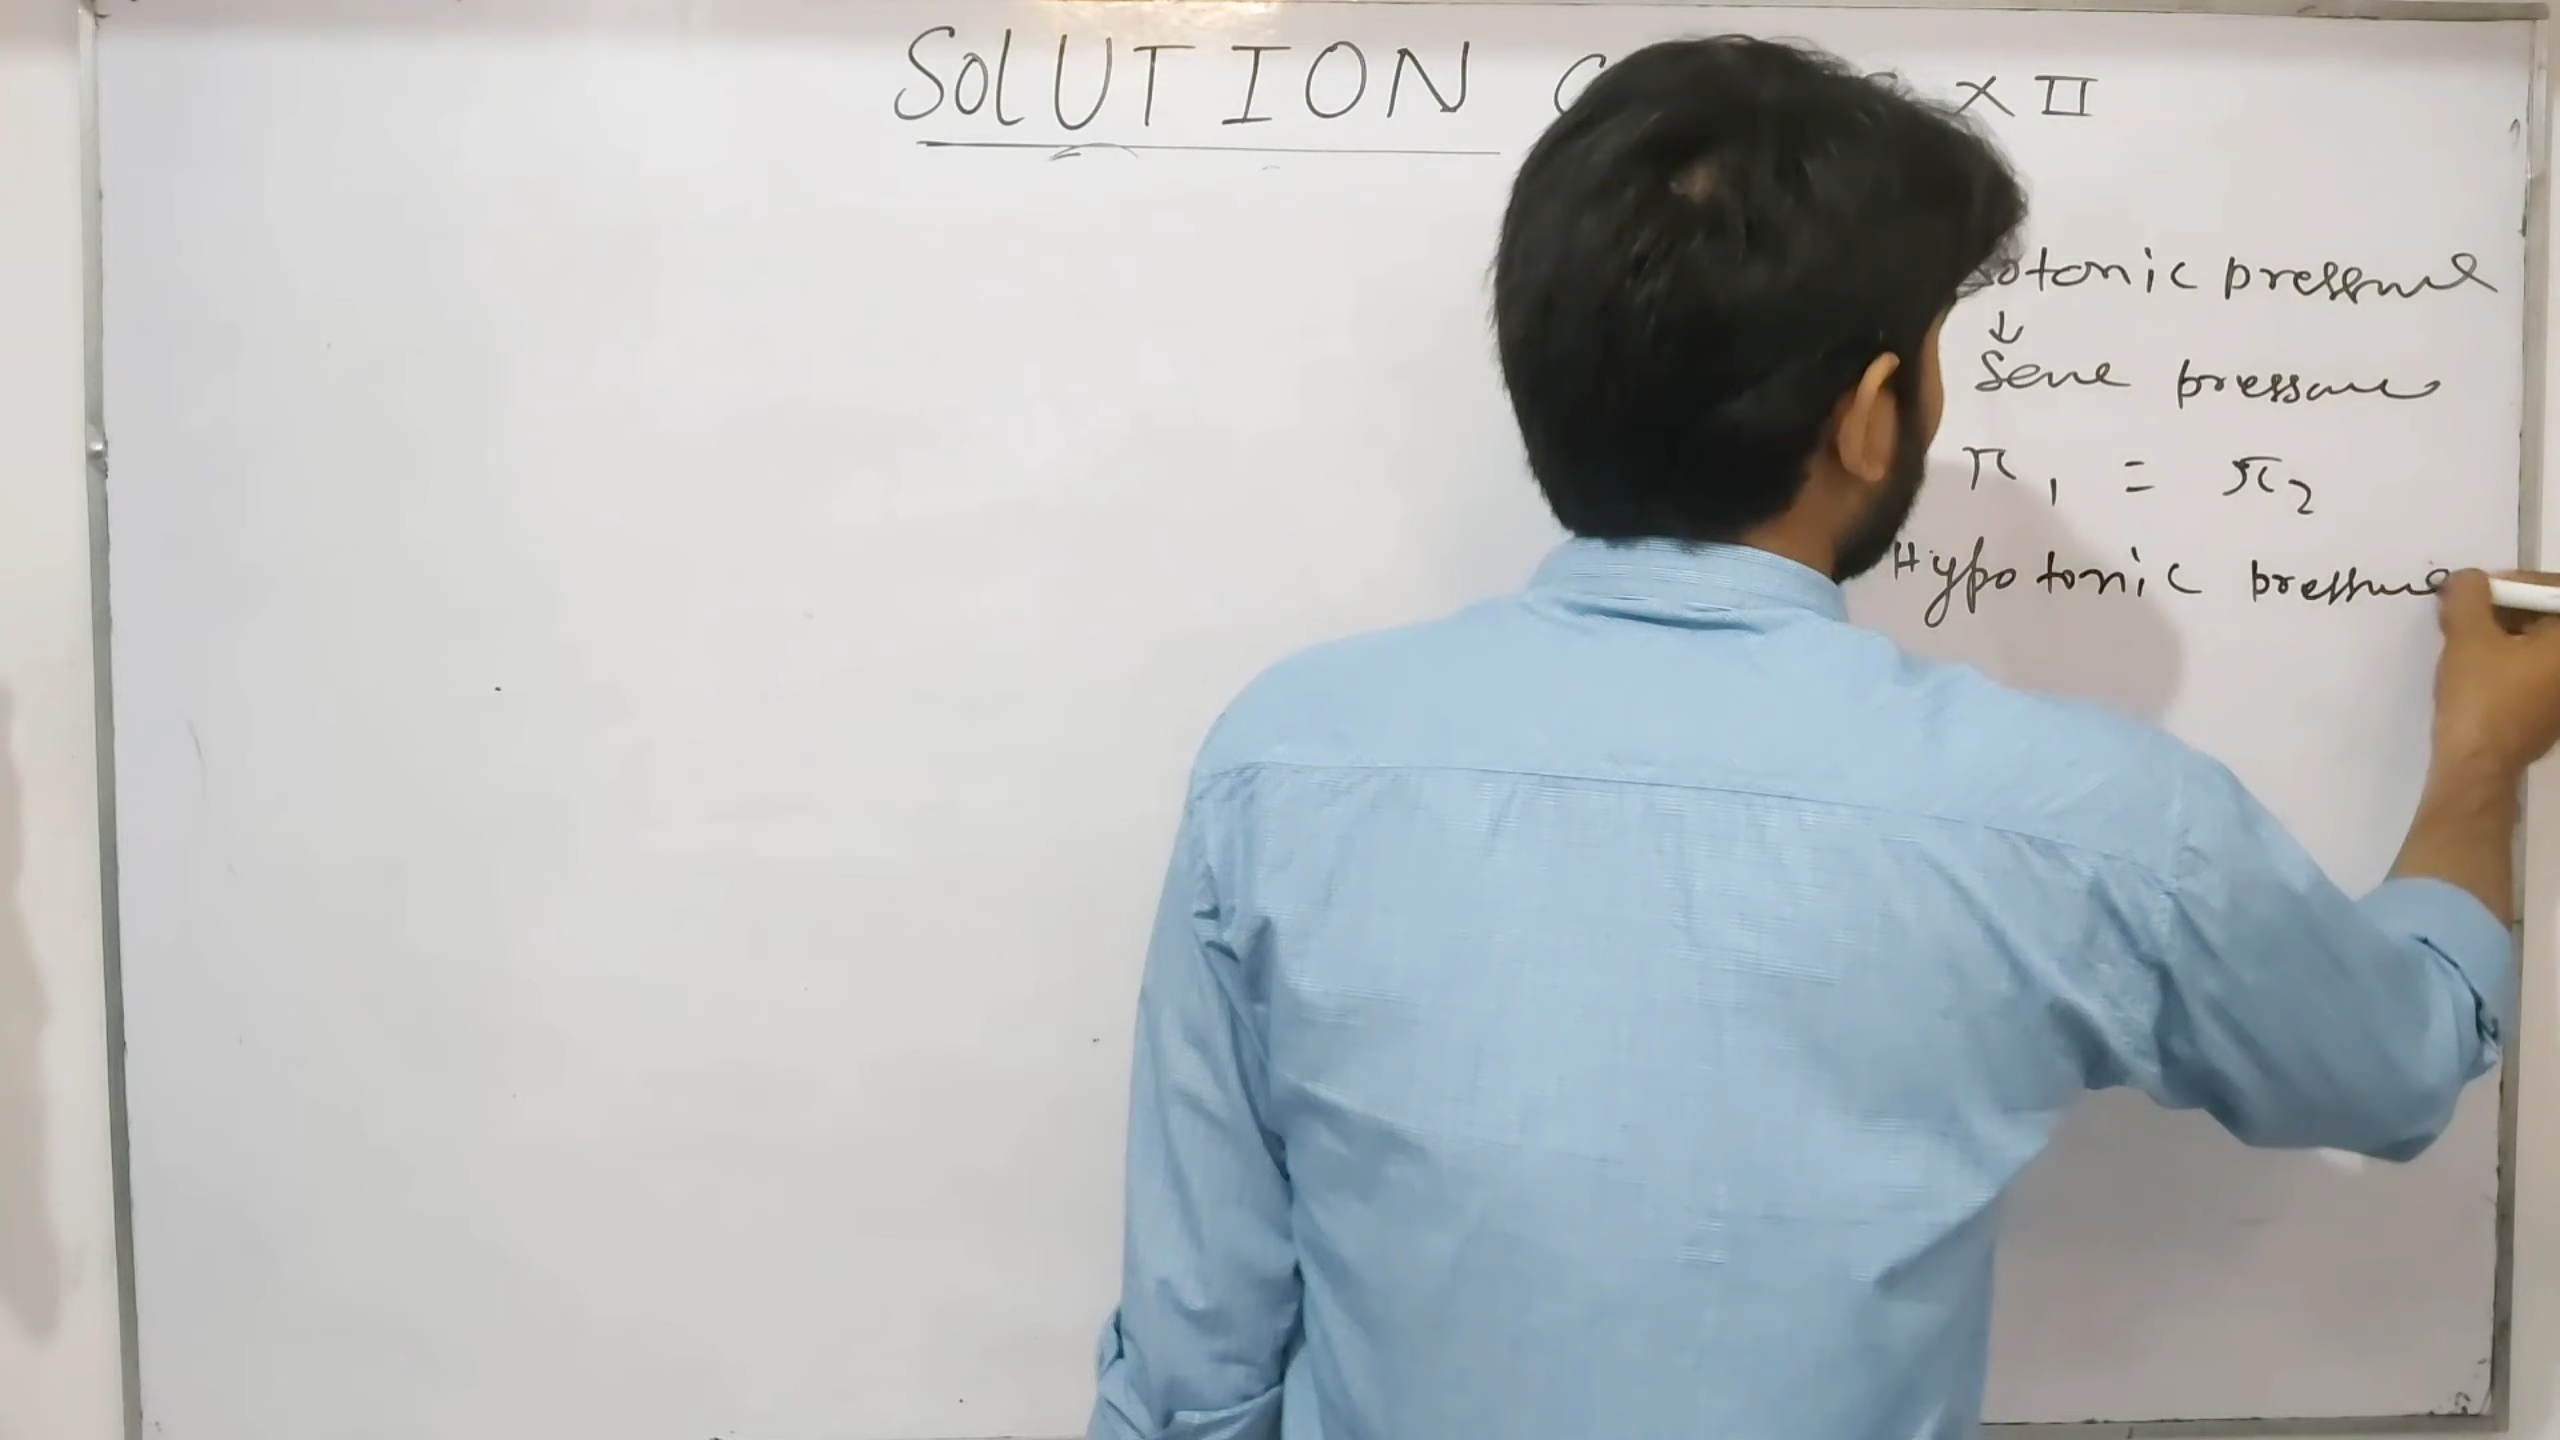 SOLUTION XII
otonic pressure
↓
Same pressure
π₁ = π₂
Hypotonic pressure